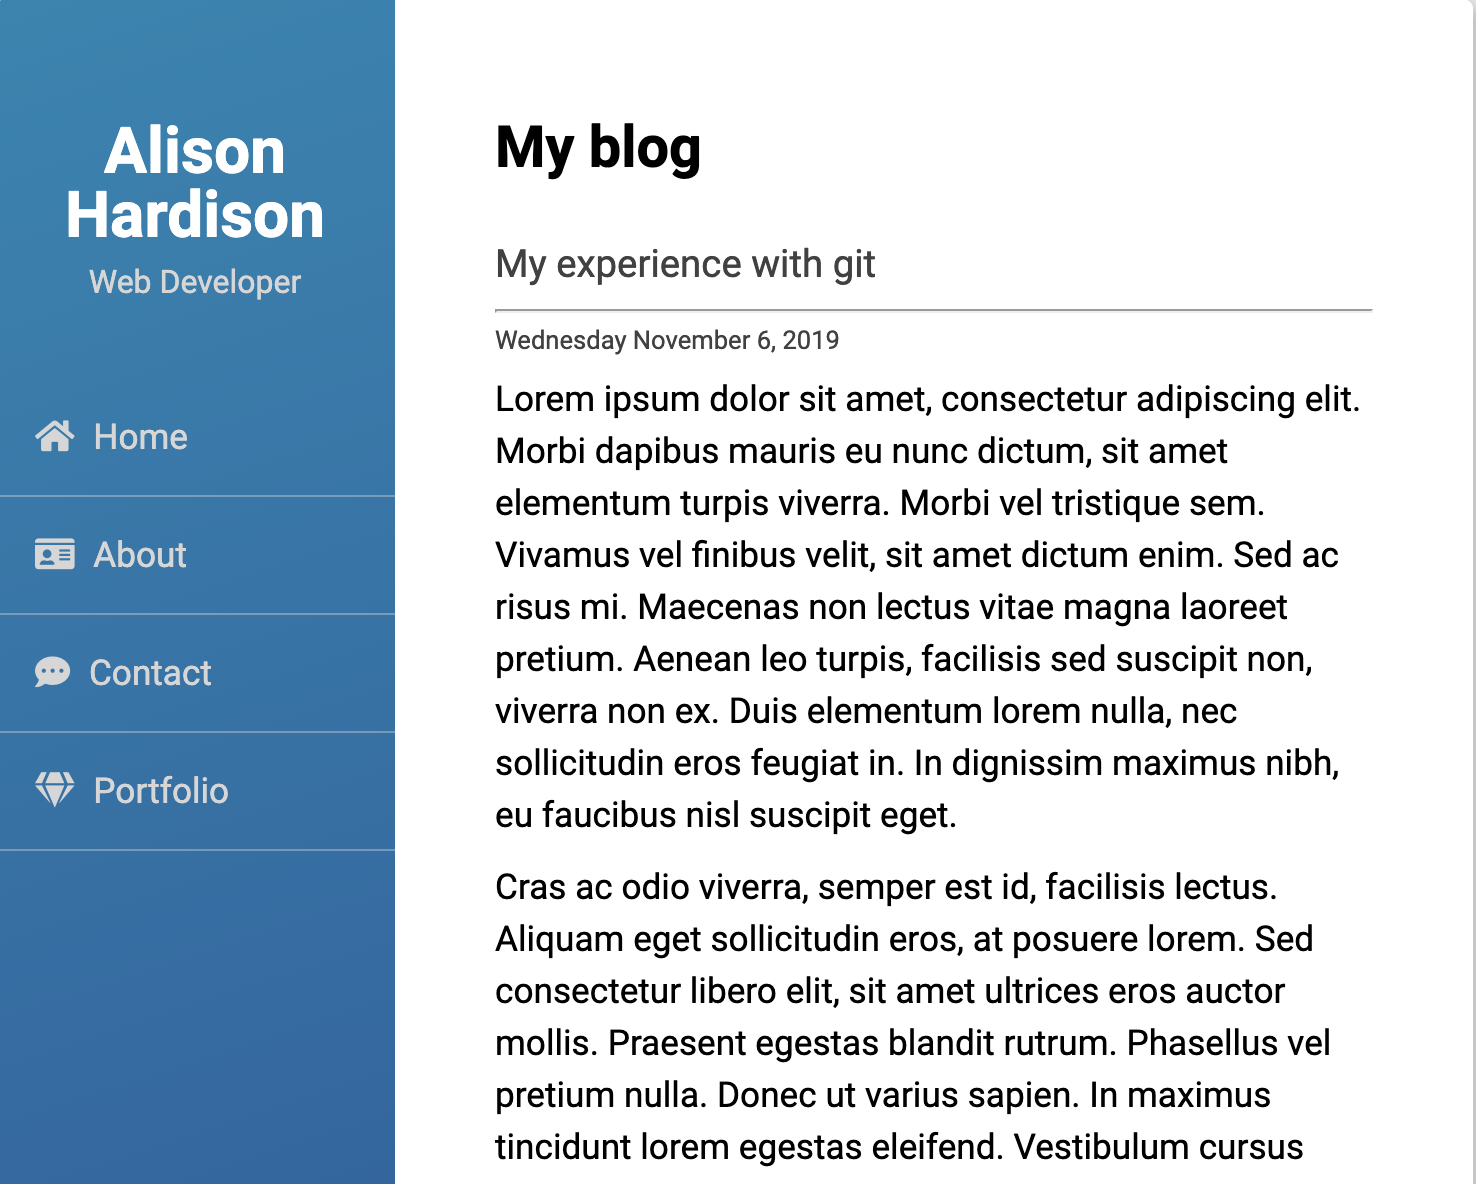 Alison
Hardison
Web Developer
Home
About
Contact
Portfolio
My blog
My experience with git
Wednesday November 6, 2019
Lorem ipsum dolor sit amet, consectetur adipiscing elit.
Morbi dapibus mauris eu nunc dictum, sit amet
elementum turpis viverra. Morbi vel tristique sem.
Vivamus vel finibus velit, sit amet dictum enim. Sed ac
risus mi. Maecenas non lectus vitae magna laoreet
pretium. Aenean leo turpis, facilisis sed suscipit non,
viverra non ex. Duis elementum lorem nulla, nec
sollicitudin eros feugiat in. In dignissim maximus nibh,
eu faucibus nisl suscipit eget.
Cras ac odio viverra, semper est id, facilisis lectus.
Aliquam eget sollicitudin eros, at posuere lorem. Sed
consectetur libero elit, sit amet ultrices eros auctor
mollis. Praesent egestas blandit rutrum. Phasellus vel
pretium nulla. Donec ut varius sapien. In maximus
tincidunt lorem egestas eleifend. Vestibulum cursus